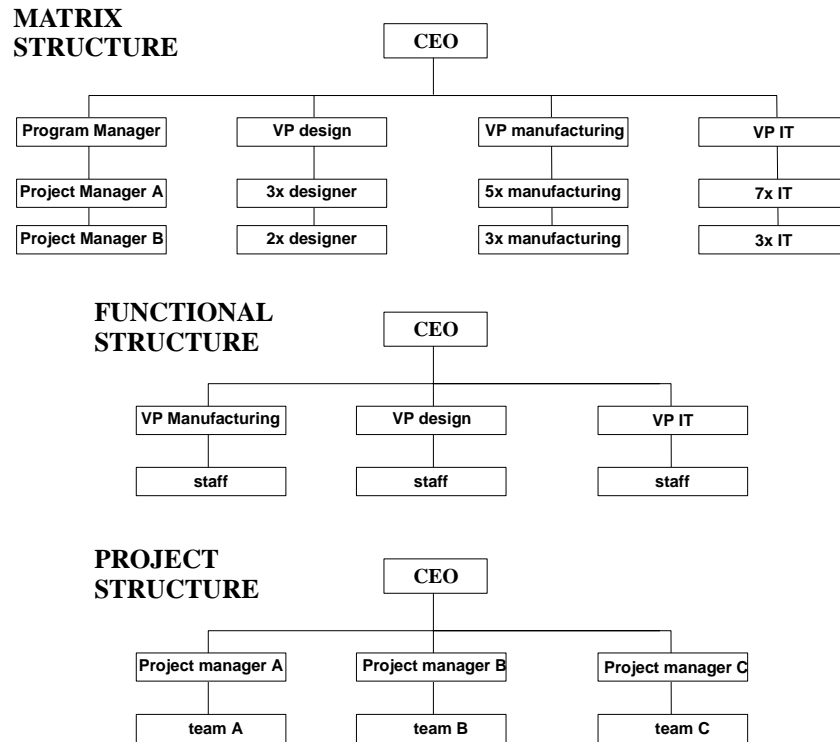 MATRIX
STRUCTURE
CEO
Program Manager
VP design
VP manufacturing
VP IT
Project Manager A
3x designer
5x manufacturing
7x IT
Project Manager B
2x designer
3x manufacturing
3x IT
FUNCTIONAL
STRUCTURE
CEO
VP Manufacturing
VP design
VP IT
staff
staff
staff
PROJECT
STRUCTURE
CEO
Project manager A
Project manager B
Project manager C
team A
team B
team C